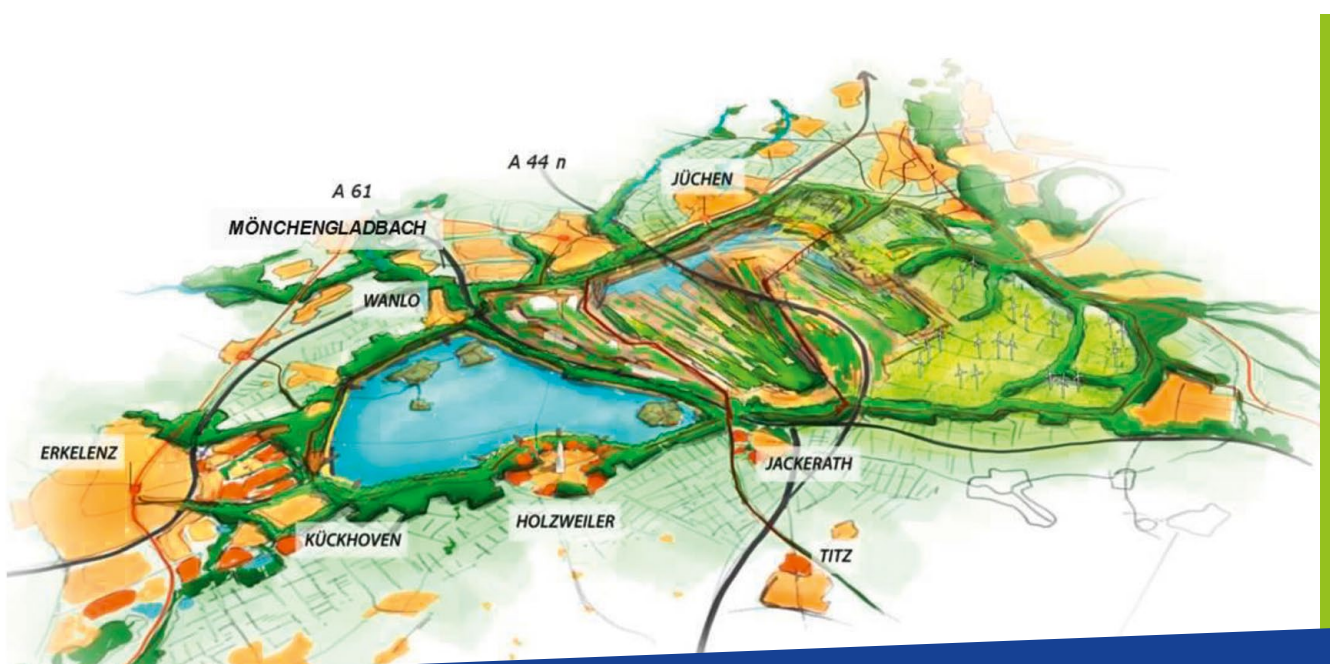 A 44 n
JÜCHEN
A 61
MÖNCHENGLADBACH
WANLO
ERKELENZ
JACKERATH
HOLZWEILER
KÜCKHOVEN
TITZ